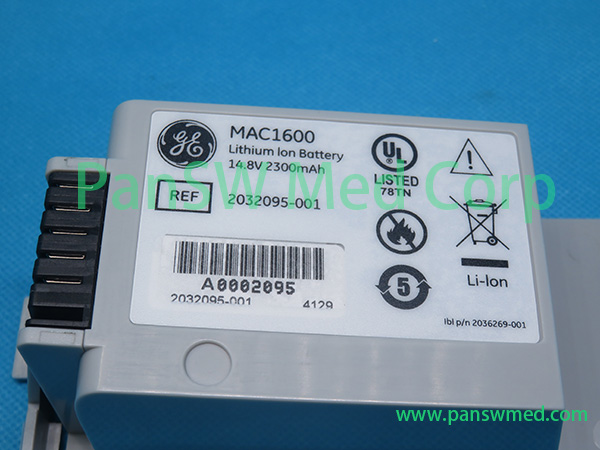 GE
MAC1600
Lithium Ion Battery
14.8V 2300mAh
REF 2032095-001
UL
LISTED
78TN
PanSW Med Corp
A0002095
2032095-001 4129
5
Li-Ion
lbl p/n 2036269-001
www.panswmed.com